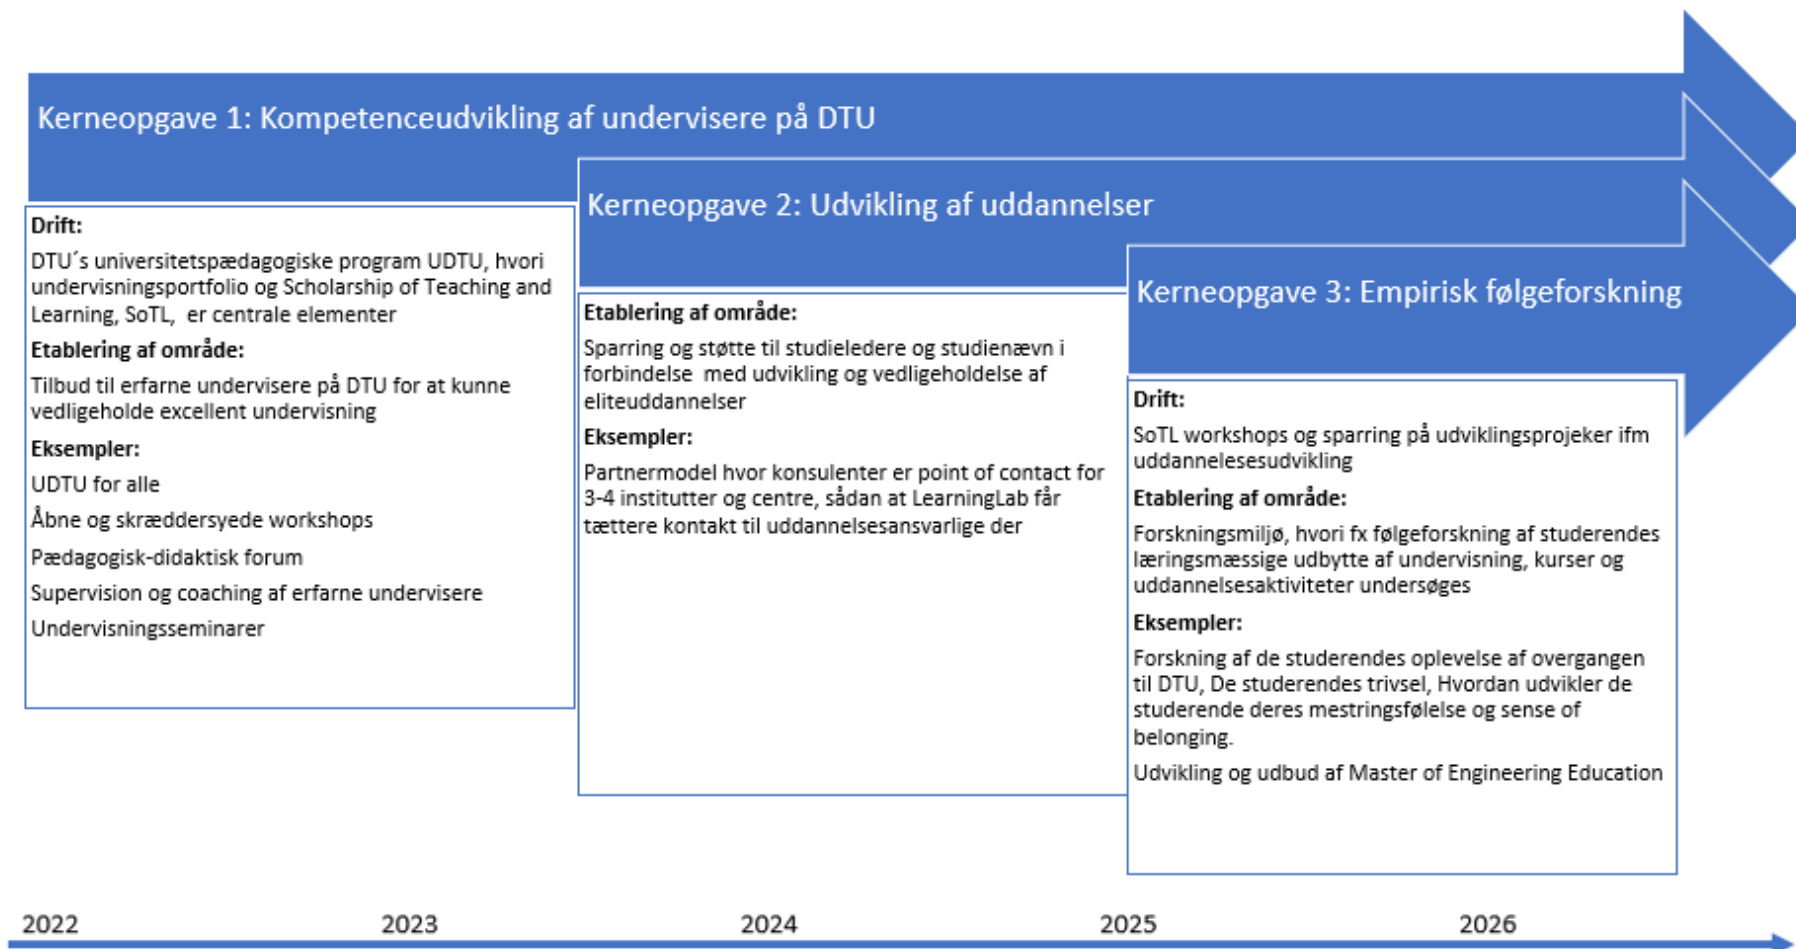 Kerneopgave 1: Kompetenceudvikling af undervisere på DTU
Drift:
DTU´s universitetspædagogiske program UDTU, hvori
undervisningsportfolio og Scholarship of Teaching and
Learning, SoTL, er centrale elementer
Etablering af område:
Tilbud til erfarne undervisere på DTU for at kunne
vedligeholde excellent undervisning
Eksempler:
UDTU for alle
Åbne og skræddersyede workshops
Pædagogisk-didaktisk forum
Supervision og coaching af erfarne undervisere
Undervisningsseminarer
Kerneopgave 2: Udvikling af uddannelser
Etablering af område:
Sparring og støtte til studieledere og studienævn i
forbindelse med udvikling og vedligeholdelse af
eliteuddannelser
Eksempler:
Partnermodel hvor konsulenter er point of contact for
3-4 institutter og centre, sådan at LearningLab får
tættere kontakt til uddannelsesansvarlige der
Kerneopgave 3: Empirisk følgeforskning
Drift:
SoTL workshops og sparring på udviklingsprojeker ifm
uddannelesesudvikling
Etablering af område:
Forskningsmiljø, hvori fx følgeforskning af studerendes
læringsmæssige udbytte af undervisning, kurser og
uddannelsesaktiviteter undersøges
Eksempler:
Forskning af de studerendes oplevelse af overgangen
til DTU, De studerendes trivsel, Hvordan udvikler de
studerende deres mestringsfølelse og sense of
belonging.
Udvikling og udbud af Master of Engineering Education
2022
2023
2024
2025
2026